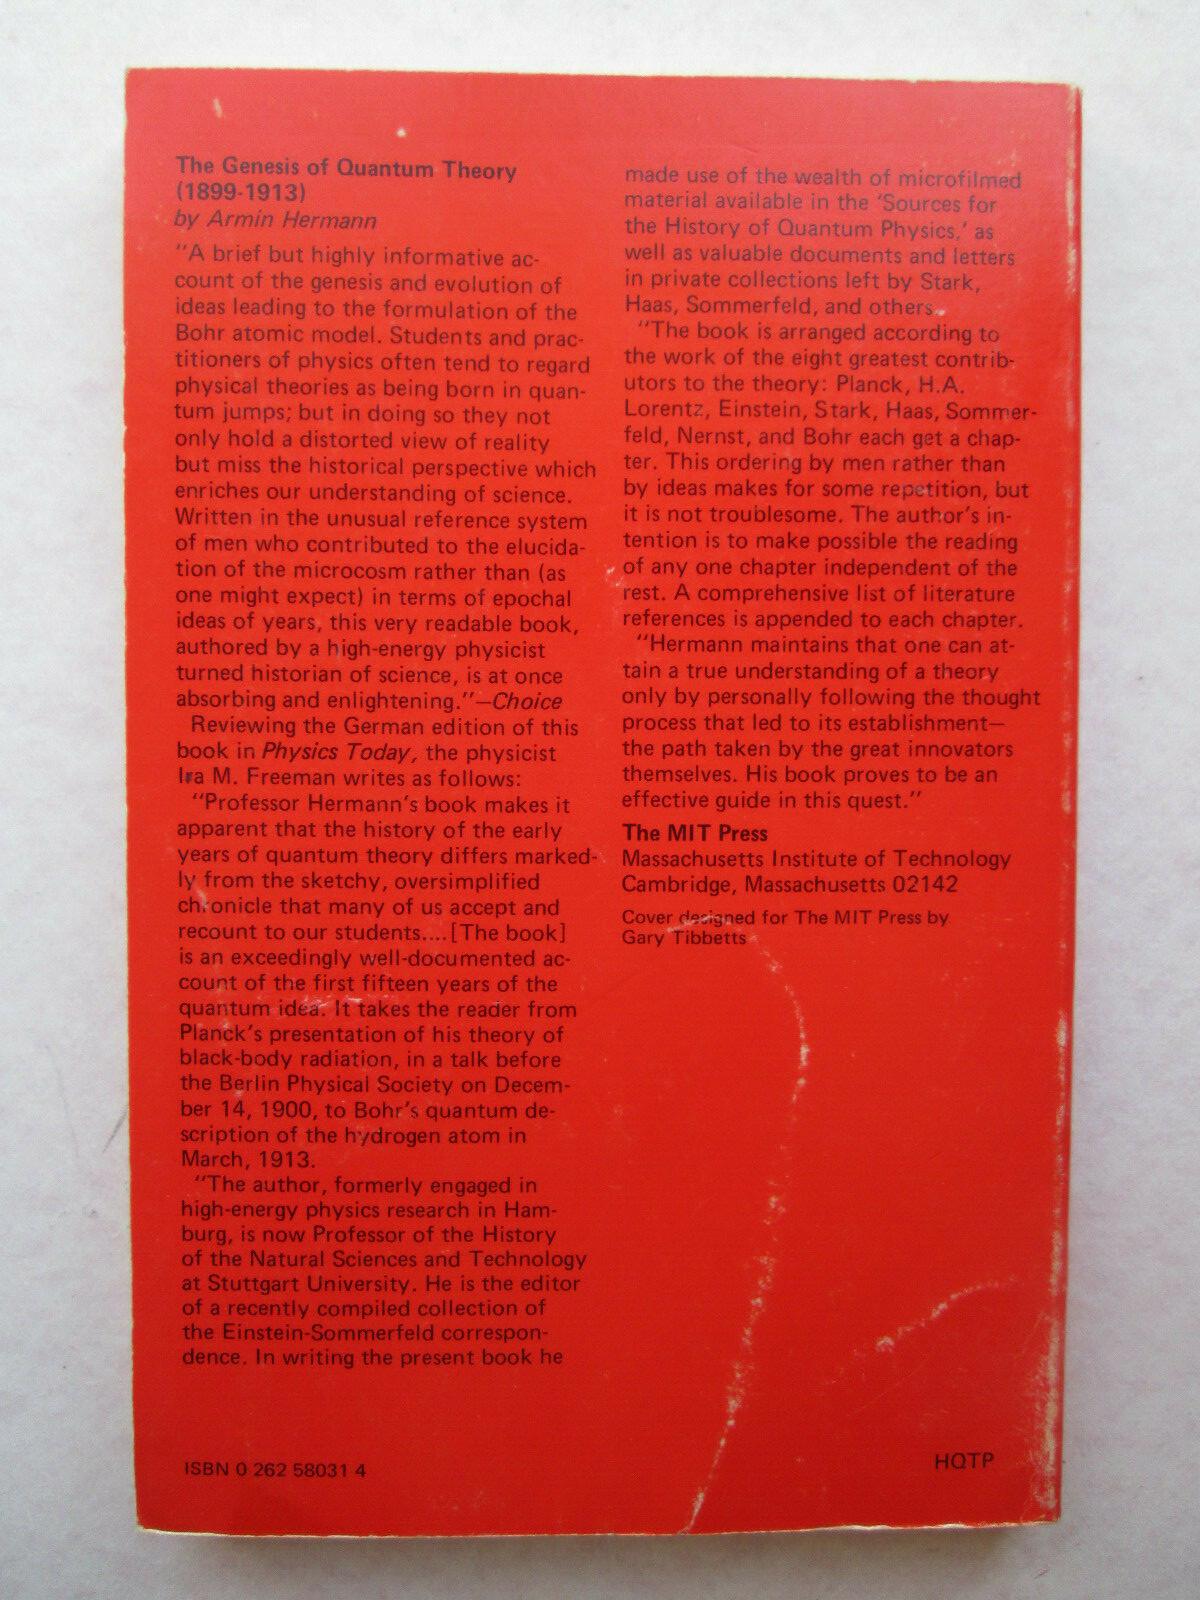 The Genesis of Quantum Theory
(1899-1913)
by Armin Hermann
"A brief but highly informative ac-
count of the genesis and evolution of
ideas leading to the formulation of the
Bohr atomic model. Students and prac-
titioners of physics often tend to regard
physical theories as being born in quan-
tum jumps; but in doing so they not
only hold a distorted view of reality
but miss the historical perspective which
enriches our understanding of science.
Written in the unusual reference system
of men who contributed to the elucida-
tion of the microcosm rather than (as
one might expect) in terms of epochal
ideas of years, this very readable book,
authored by a high-energy physicist
turned historian of science, is at once
absorbing and enlightening."—Choice
Reviewing the German edition of this
book in Physics Today, the physicist
Ira M. Freeman writes as follows:
"Professor Hermann's book makes it
apparent that the history of the early
years of quantum theory differs marked-
ly from the sketchy, oversimplified
chronicle that many of us accept and
recount to our students....[The book]
is an exceedingly well-documented ac-
count of the first fifteen years of the
quantum idea. It takes the reader from
Planck's presentation of his theory of
black-body radiation, in a talk before
the Berlin Physical Society on Decem-
ber 14, 1900, to Bohr's quantum de-
scription of the hydrogen atom in
March, 1913.
"The author, formerly engaged in
high-energy physics research in Ham-
burg, is now Professor of the History
of the Natural Sciences and Technology
at Stuttgart University. He is the editor
of a recently compiled collection of
the Einstein-Sommerfeld correspon-
dence. In writing the present book he
made use of the wealth of microfilmed
material available in the 'Sources for
the History of Quantum Physics,' as
well as valuable documents and letters
in private collections left by Stark,
Haas, Sommerfeld, and others.
"The book is arranged according to
the work of the eight greatest contrib-
utors to the theory: Planck, H.A.
Lorentz, Einstein, Stark, Haas, Sommer-
feld, Nernst, and Bohr each get a chap-
ter. This ordering by men rather than
by ideas makes for some repetition, but
it is not troublesome. The author's in-
tention is to make possible the reading
of any one chapter independent of the
rest. A comprehensive list of literature
references is appended to each chapter.
"Hermann maintains that one can at-
tain a true understanding of a theory
only by personally following the thought
process that led to its establishment—
the path taken by the great innovators
themselves. His book proves to be an
effective guide in this quest."
The MIT Press
Massachusetts Institute of Technology
Cambridge, Massachusetts 02142
Cover designed for The MIT Press by
Gary Tibbetts
ISBN 0 262 58031 4
HQTP